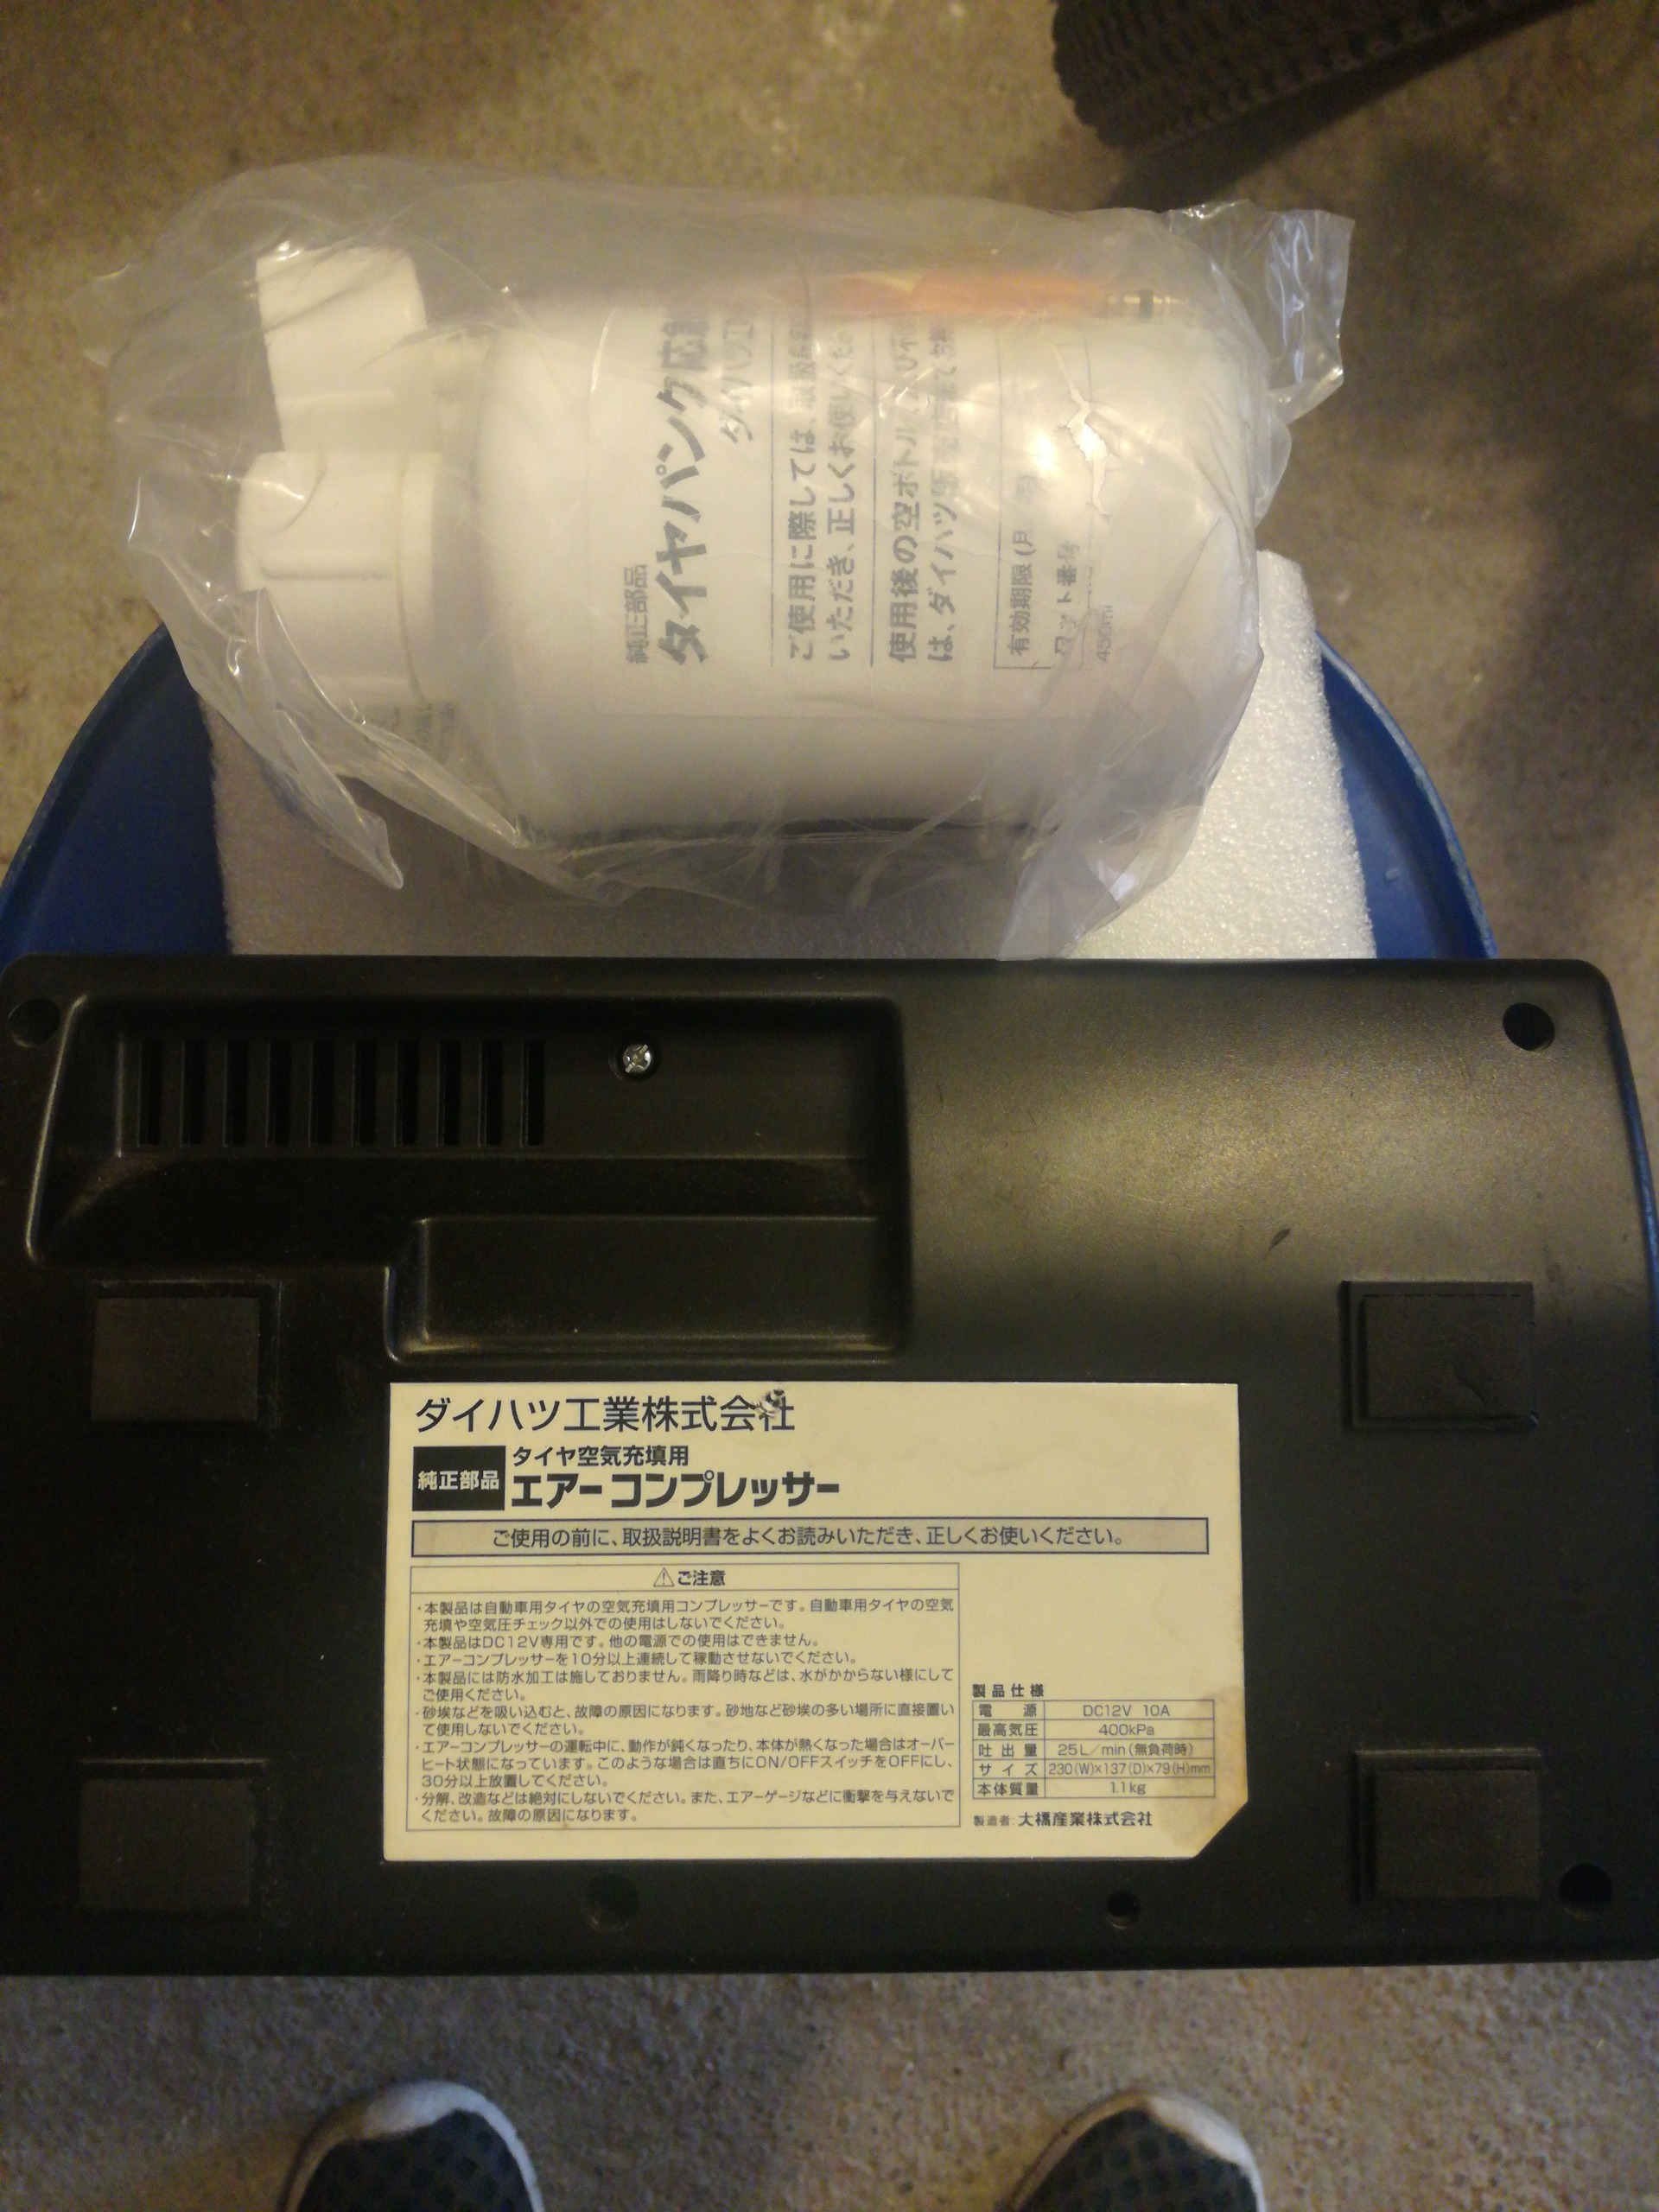 純正部品
タイヤパンク応
ダイハツ工
ご使用に際しては、取扱説
いただき、正しくお使いくだ
使用後の空ボトル
は、ダイハツ販売店まで
有効期限(月
ロット番号
450ml
ダイハツ工業株式会社
純正部品
タイヤ空気充填用
エアーコンプレッサー
ご使用の前に、取扱説明書をよくお読みいただき、正しくお使いください。
⚠ご注意
・本製品は自動車用タイヤの空気充填用コンプレッサーです。自動車用タイヤの空気
充填や空気圧チェック以外での使用はしないでください。
・本製品はDC12V専用です。他の電源での使用はできません。
・エアーコンプレッサーを10分以上連続して稼動させないでください。
・本製品には防水加工は施しておりません。雨降り時などは、水がかからない様にして
ご使用ください。
・砂埃などを吸い込むと、故障の原因になります。砂地など砂埃の多い場所に直接置い
て使用しないでください。
・エアーコンプレッサーの運転中に、動作が鈍くなったり、本体が熱くなった場合はオーバー
ヒート状態になっています。このような場合は直ちにON/OFFスイッチをOFFにし、
30分以上放置してください。
・分解、改造などは絶対にしないでください。また、エアーゲージなどに衝撃を与えないで
ください。故障の原因になります。
製品仕様
電源 DC12V 10A
最高気圧 400kPa
吐出量 25L/min(無負荷時)
サイズ 230(W)×137(D)×79(H)mm
本体質量 1.1kg
製造者:大橋産業株式会社